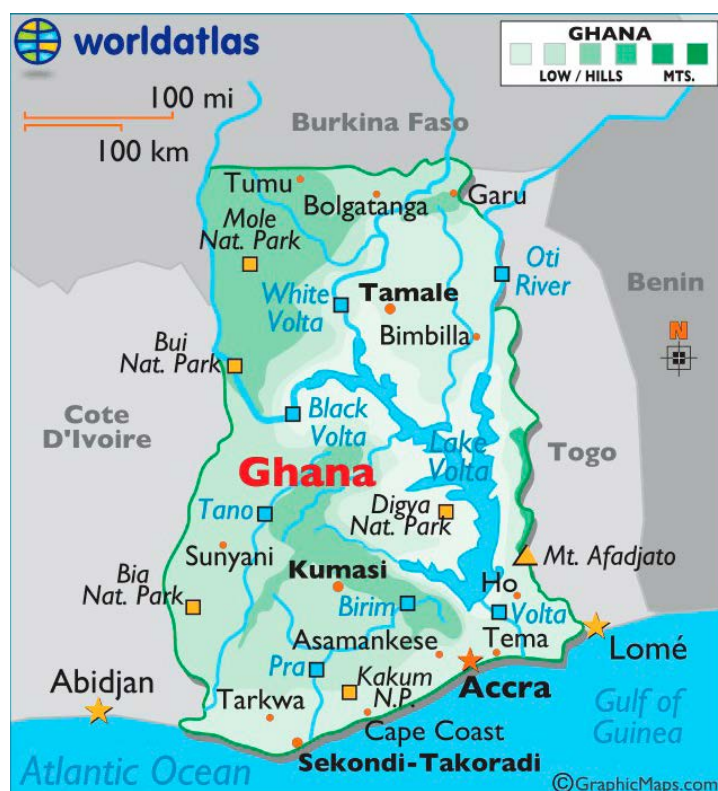 worldatlas
GHANA
LOW / HILLS
MTS.
100 mi
100 km
Burkina Faso
Tumu
Bolgatanga
Garu
Mole
Nat. Park
Oti
River
White
Volta
Tamale
Benin
Bimbilla
N
Bui
Nat. Park
Black
Volta
Cote
D'Ivoire
Lake
Volta
Togo
Ghana
Digya
Nat. Park
Tano
Sunyani
Mt. Afadjato
Kumasi
Ho
Bia
Nat. Park
Birim
Volta
Asamankese
Tema
Lomé
Pra
Kakum
N.P.
Accra
Abidjan
Tarkwa
Cape Coast
Gulf of
Guinea
Sekondi-Takoradi
Atlantic Ocean
©GraphicMaps.com